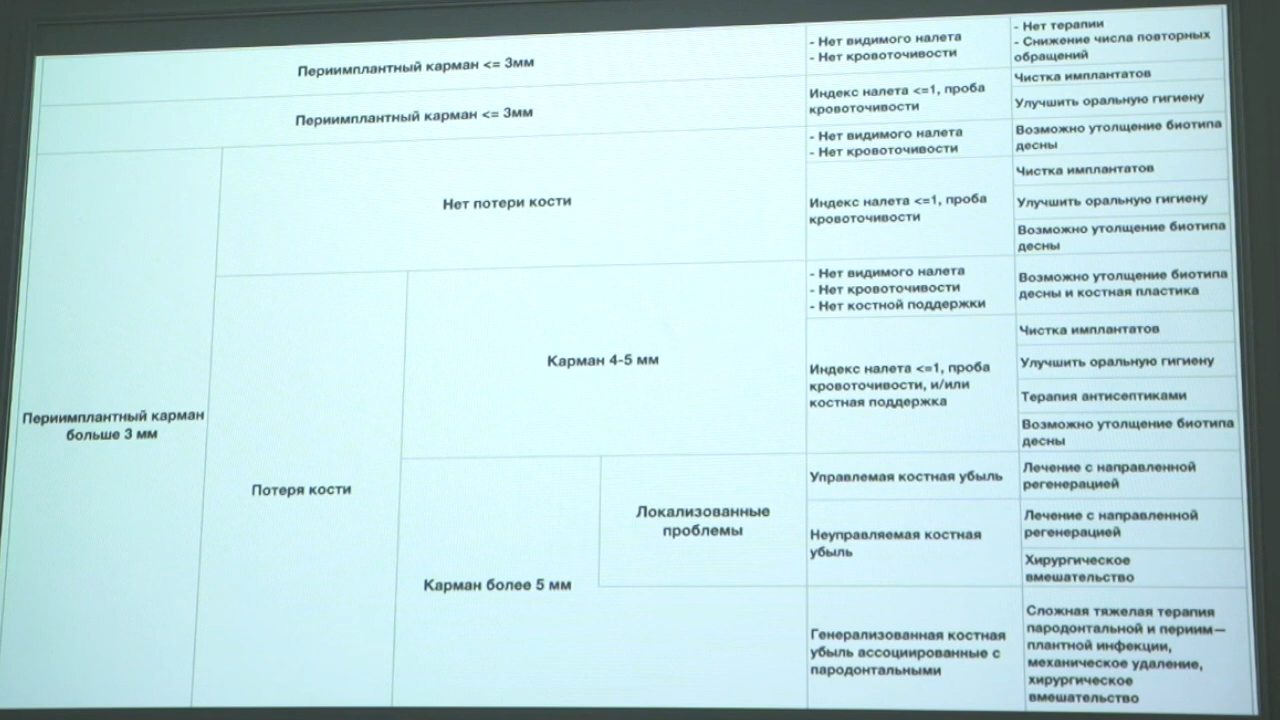 Периимплантный карман <= 3мм
- Нет видимого налета
- Нет кровоточивости
- Нет терапии
- Снижение числа повторных
обращений
Периимплантный карман <= 3мм
Индекс налета <=1, проба
кровоточивости
Чистка имплантатов
Улучшить оральную гигиену
Периимплантный карман
больше 3 мм
Нет потери кости
- Нет видимого налета
- Нет кровоточивости
Возможно утолщение биотипа
десны
Индекс налета <=1, проба
кровоточивости
Чистка имплантатов
Улучшить оральную гигиену
Возможно утолщение биотипа
десны
Потеря кости
Карман 4-5 мм
- Нет видимого налета
- Нет кровоточивости
- Нет костной поддержки
Возможно утолщение биотипа
десны и костная пластика
Индекс налета <=1, проба
кровоточивости, и/или
костная поддержка
Чистка имплантатов
Улучшить оральную гигиену
Терапия антисептиками
Возможно утолщение биотипа
десны
Карман более 5 мм
Локализованные
проблемы
Управлемая костная убыль
Лечение с направленной
регенерацией
Неуправляемая костная
убыль
Лечение с направленной
регенерацией
Хирургическое
вмешательство
Генерализованная костная
убыль ассоциированные с
пародонтальными
Сложная тяжелая терапия
пародонтальной и периим—
плантной инфекции,
механическое удаление,
хирургическое
вмешательство